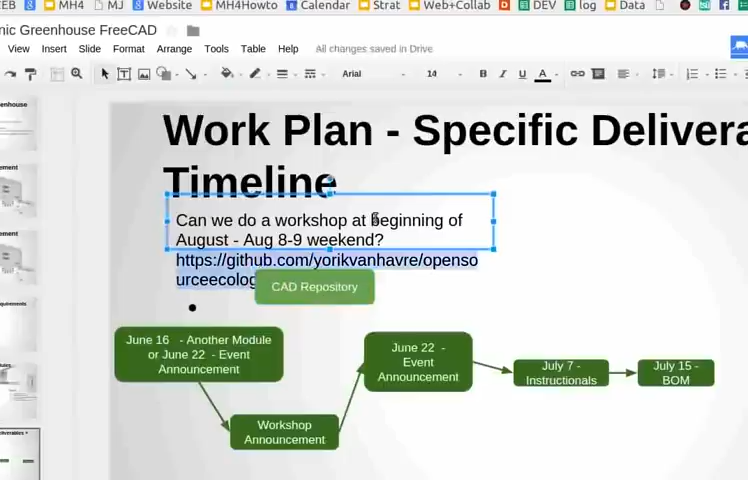 MH4 MJ Website MH4Howto Calendar Strat Web+Collab DEV log Data
Greenhouse FreeCAD
View Insert Slide Format Arrange Tools Table Help All changes saved in Drive
Arial 14 B I U A
Work Plan - Specific
Timeline
Can we do a workshop at beginning of
August - Aug 8-9 weekend?
https://github.com/yorikvanhavre/openso
urceecolog
CAD Repository
June 16 - Another Module
or June 22 - Event
Announcement
June 22 -
Event
Announcement
July 7 -
Instructionals
July 15 -
BOM
Workshop
Announcement